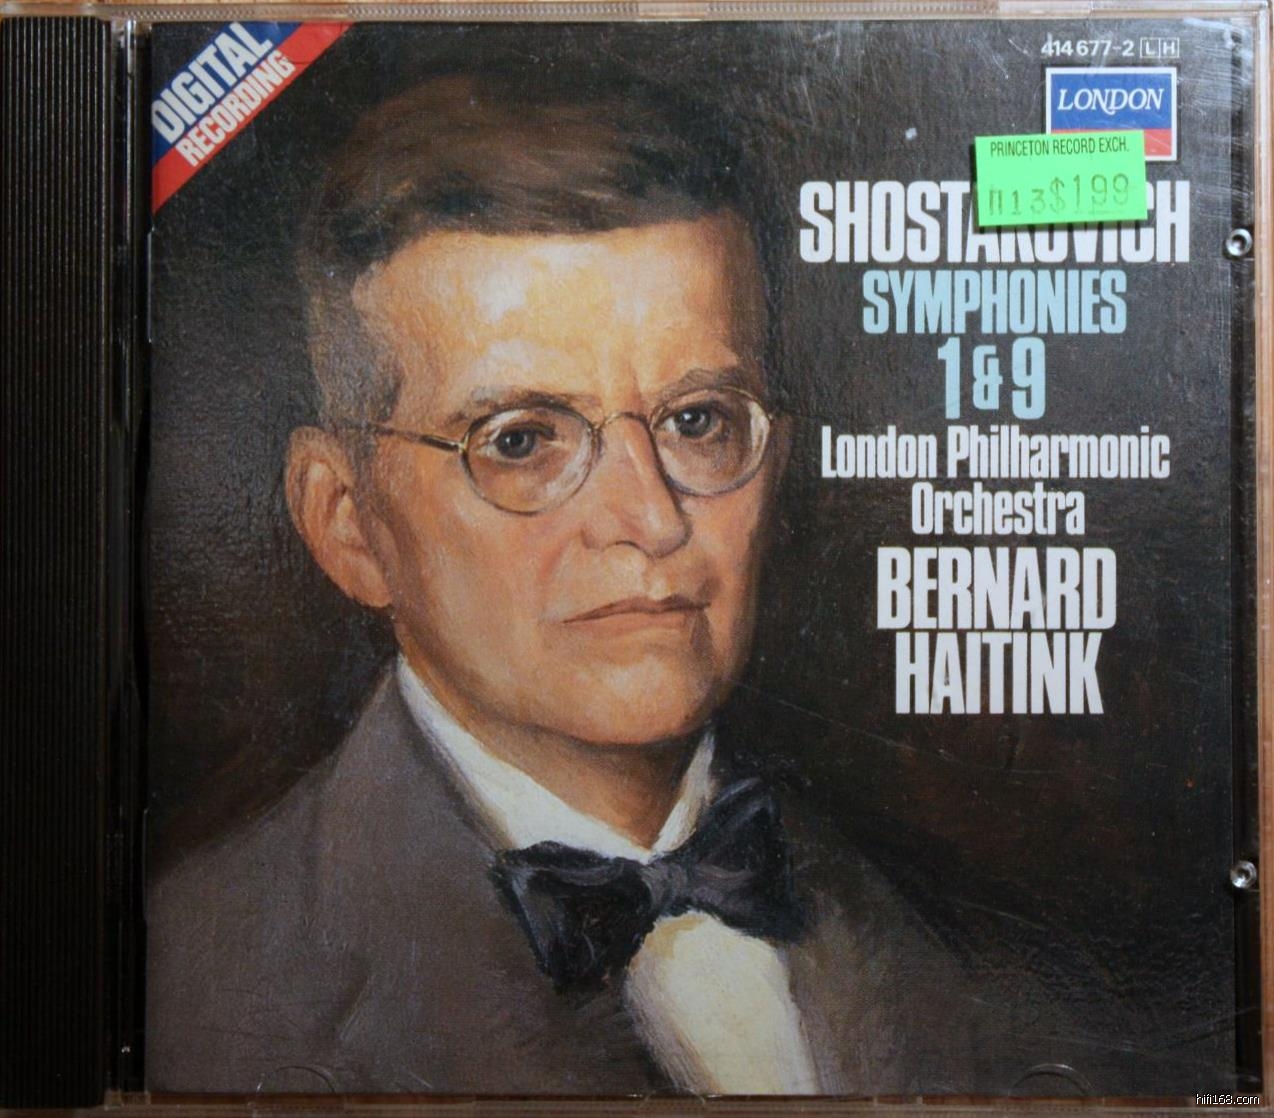 DIGITAL
RECORDING
414 677-2 LH
LONDON
PRINCETON RECORD EXCH.
113$199
SHOSTAKOVICH
SYMPHONIES
1 & 9
London Philharmonic
Orchestra
BERNARD
HAITINK
hifi168.com